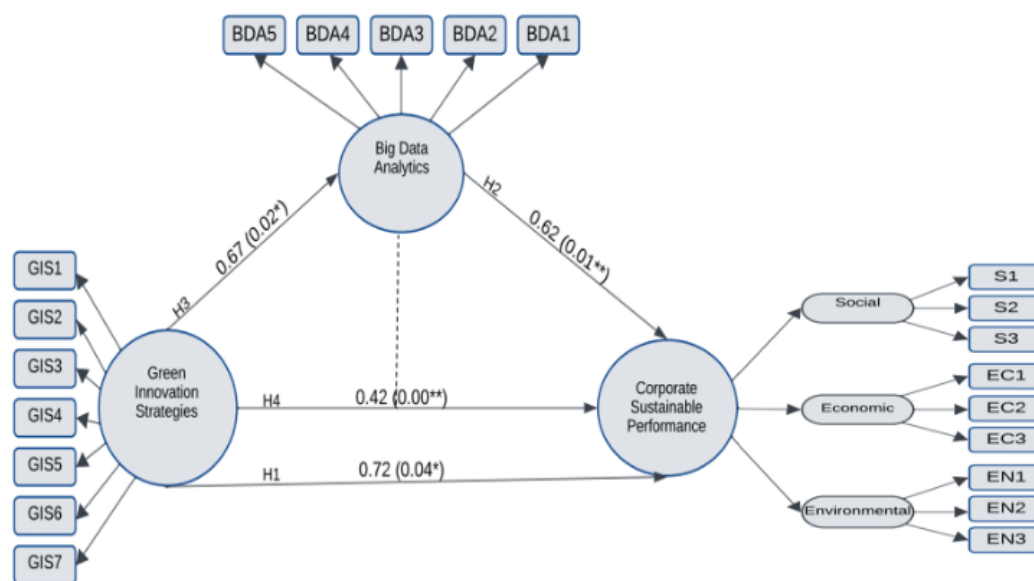 BDA5 BDA4 BDA3 BDA2 BDA1
Big Data
Analytics
H2
0.62 (0.01**)
0.67 (0.02*)
H3
GIS1
GIS2
GIS3
GIS4
GIS5
GIS6
GIS7
Green
Innovation
Strategies
H4 0.42 (0.00**)
H1 0.72 (0.04*)
Corporate
Sustainable
Performance
Social
Economic
Environmental
S1
S2
S3
EC1
EC2
EC3
EN1
EN2
EN3